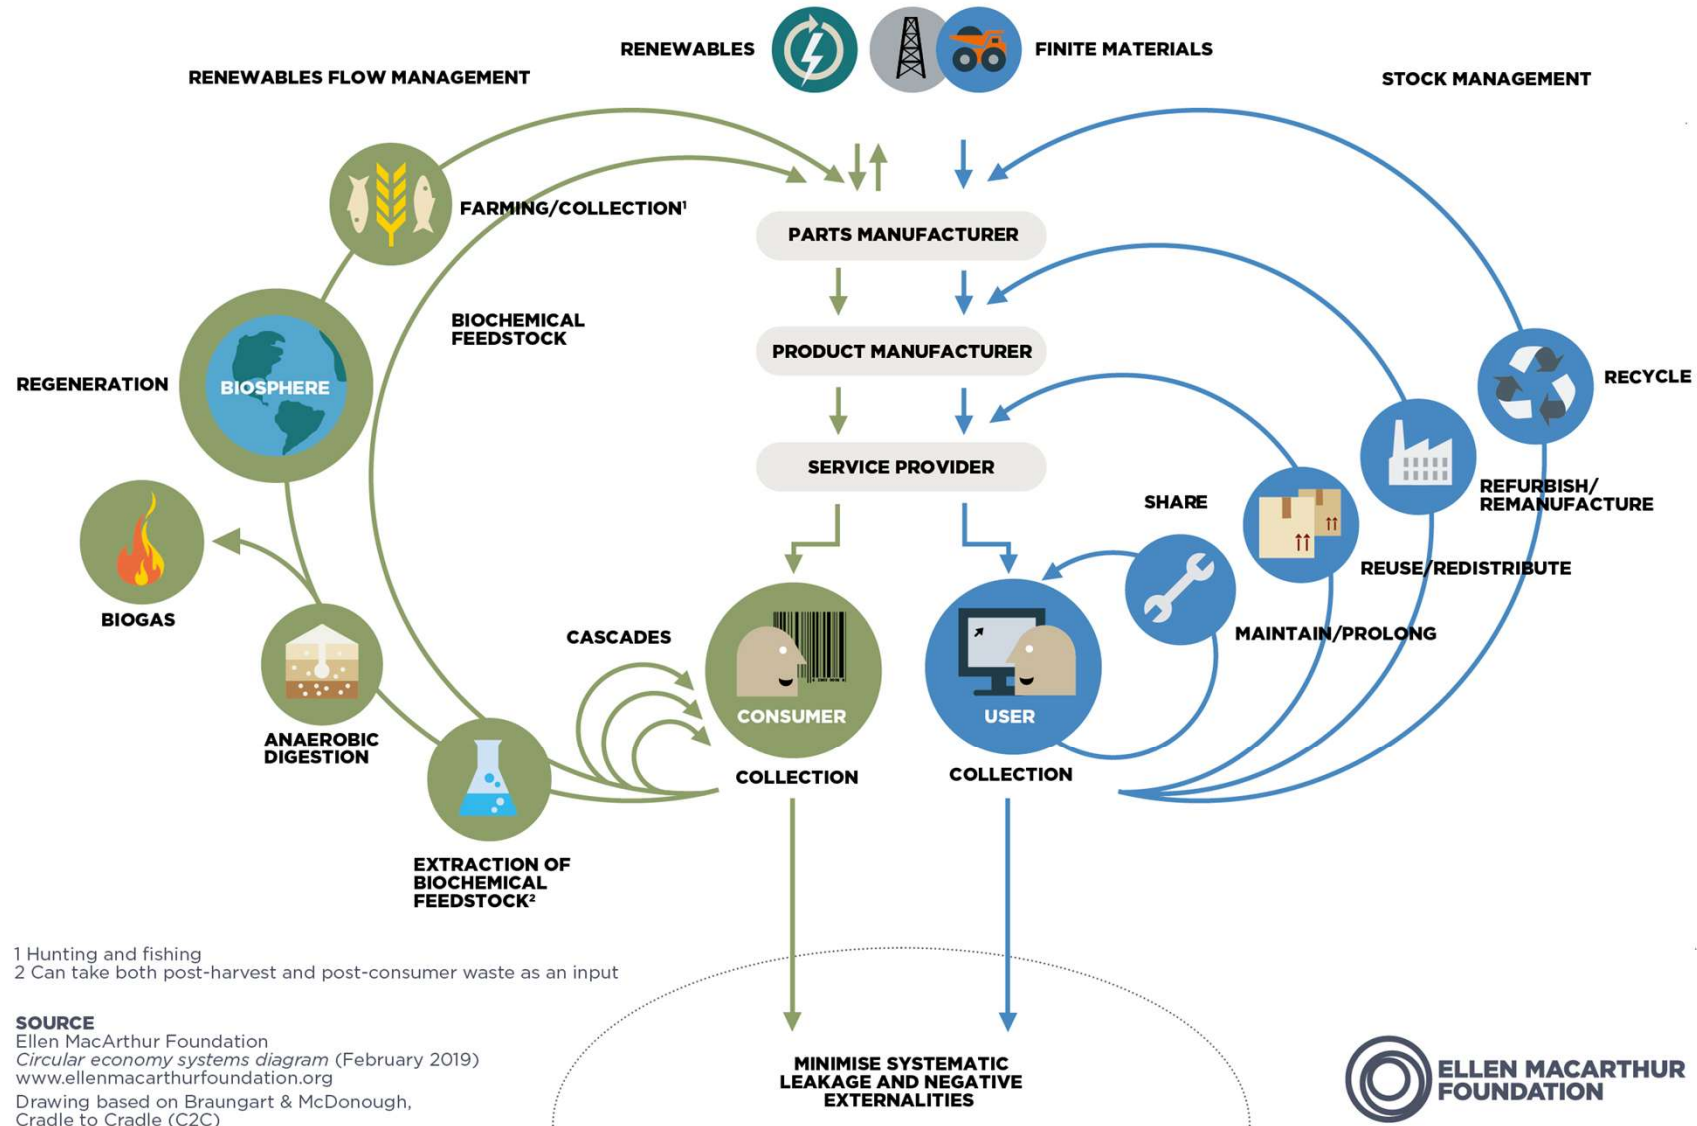 RENEWABLES
FINITE MATERIALS
RENEWABLES FLOW MANAGEMENT
STOCK MANAGEMENT
FARMING/COLLECTION¹
PARTS MANUFACTURER
BIOCHEMICAL
FEEDSTOCK
PRODUCT MANUFACTURER
REGENERATION
BIOSPHERE
RECYCLE
SERVICE PROVIDER
SHARE
REFURBISH/
REMANUFACTURE
REUSE/REDISTRIBUTE
BIOGAS
CASCADES
MAINTAIN/PROLONG
CONSUMER
USER
ANAEROBIC
DIGESTION
COLLECTION
COLLECTION
EXTRACTION OF
BIOCHEMICAL
FEEDSTOCK²
1 Hunting and fishing
2 Can take both post-harvest and post-consumer waste as an input
SOURCE
Ellen MacArthur Foundation
Circular economy systems diagram (February 2019)
www.ellenmacarthurfoundation.org
Drawing based on Braungart & McDonough,
Cradle to Cradle (C2C)
MINIMISE SYSTEMATIC
LEAKAGE AND NEGATIVE
EXTERNALITIES
ELLEN MACARTHUR
FOUNDATION